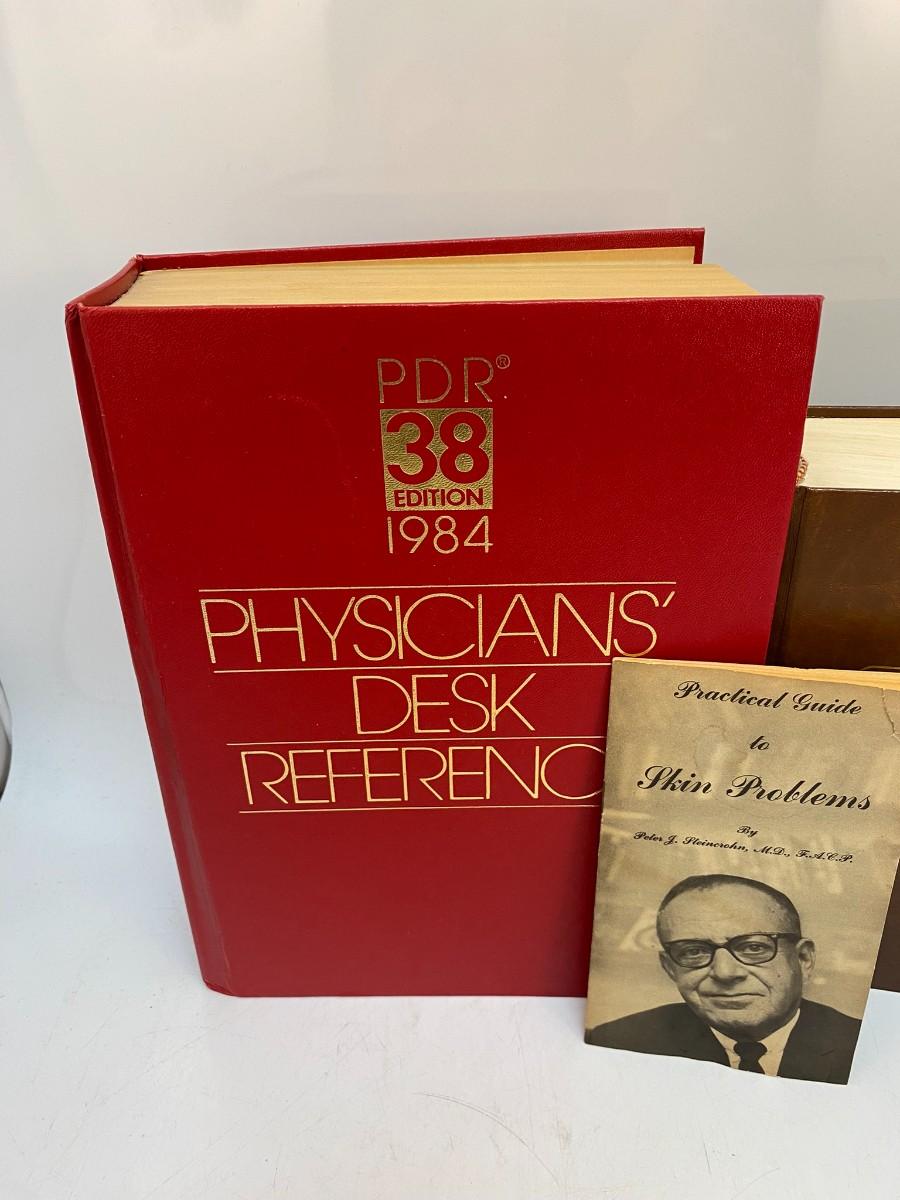 PDR®
38
EDITION
1984
PHYSICIANS'
DESK
REFERENC
Practical Guide
to
Skin Problems
By
Peter J. Steincrohn, M.D., F.A.C.P.